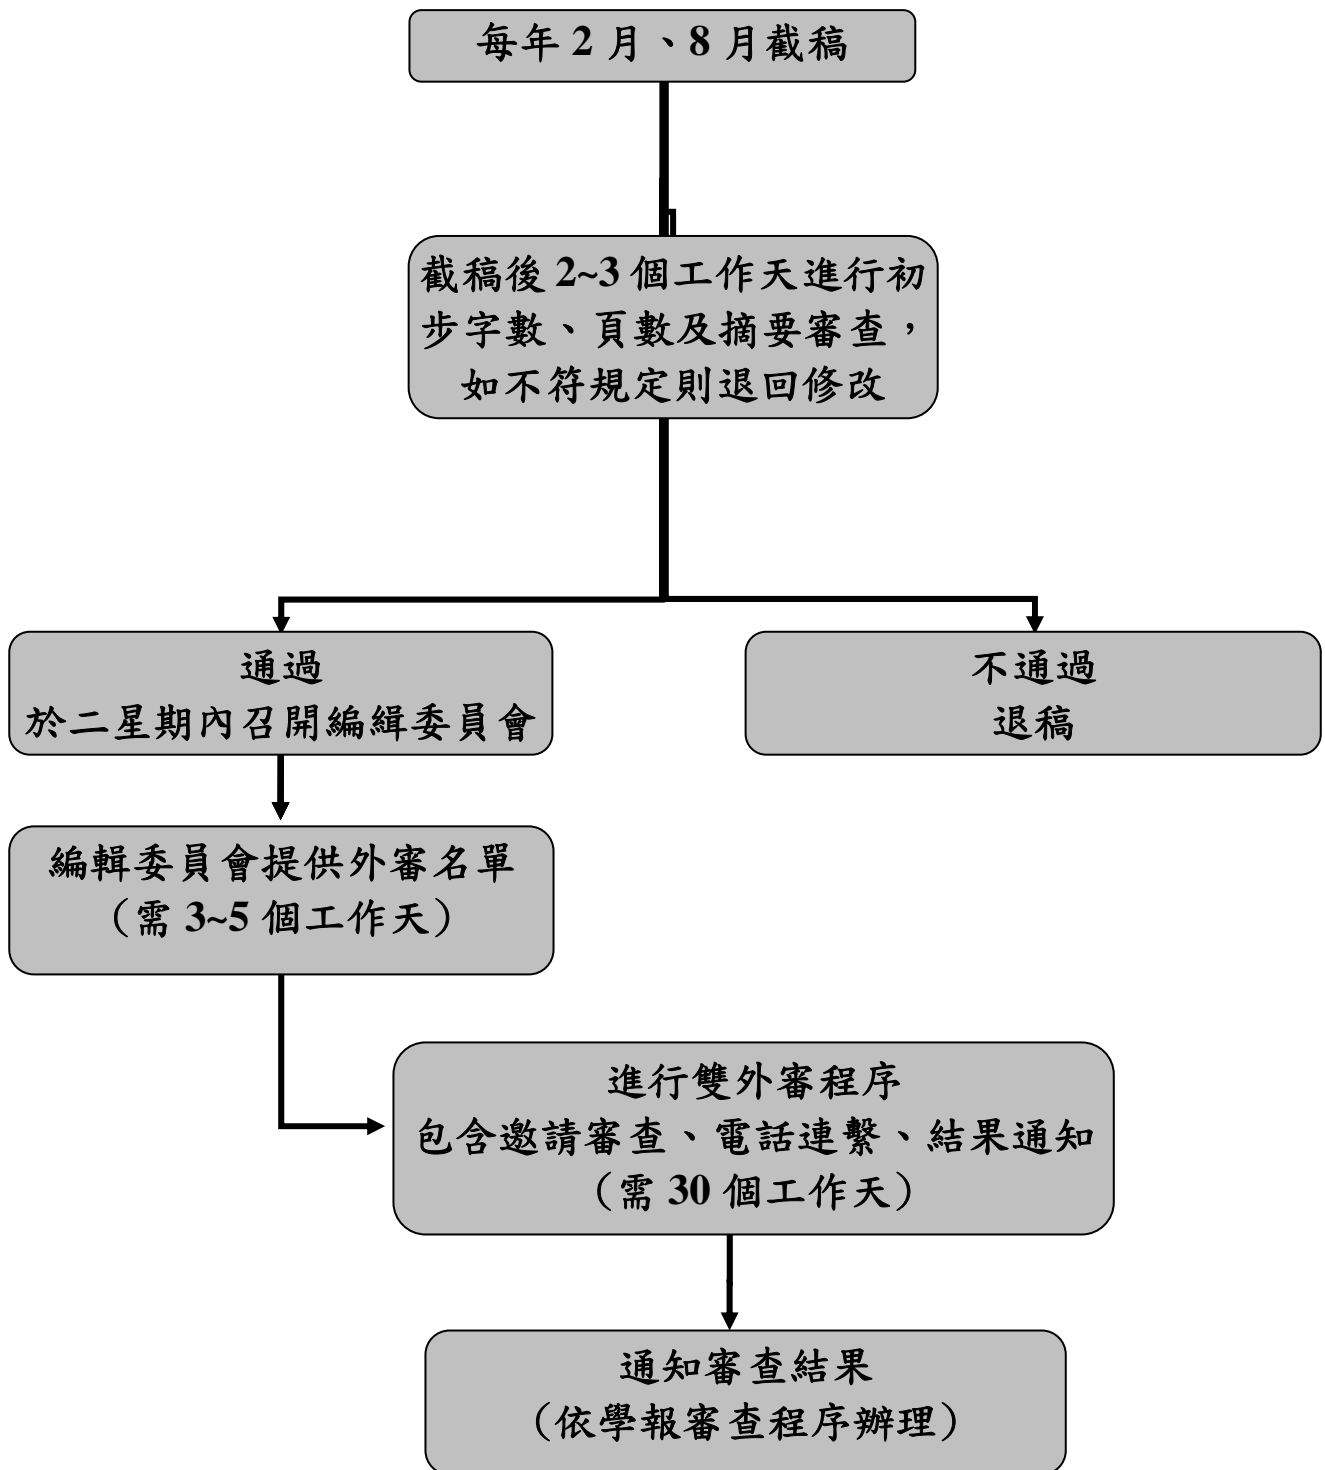 每年 2 月、8 月截稿
截稿後 2~3 個工作天進行初
步字數、頁數及摘要審查，
如不符規定則退回修改
通過
於二星期內召開編緝委員會
不通過
退稿
編輯委員會提供外審名單
（需 3~5 個工作天）
進行雙外審程序
包含邀請審查、電話連繫、結果通知
（需 30 個工作天）
通知審查結果
（依學報審查程序辦理）